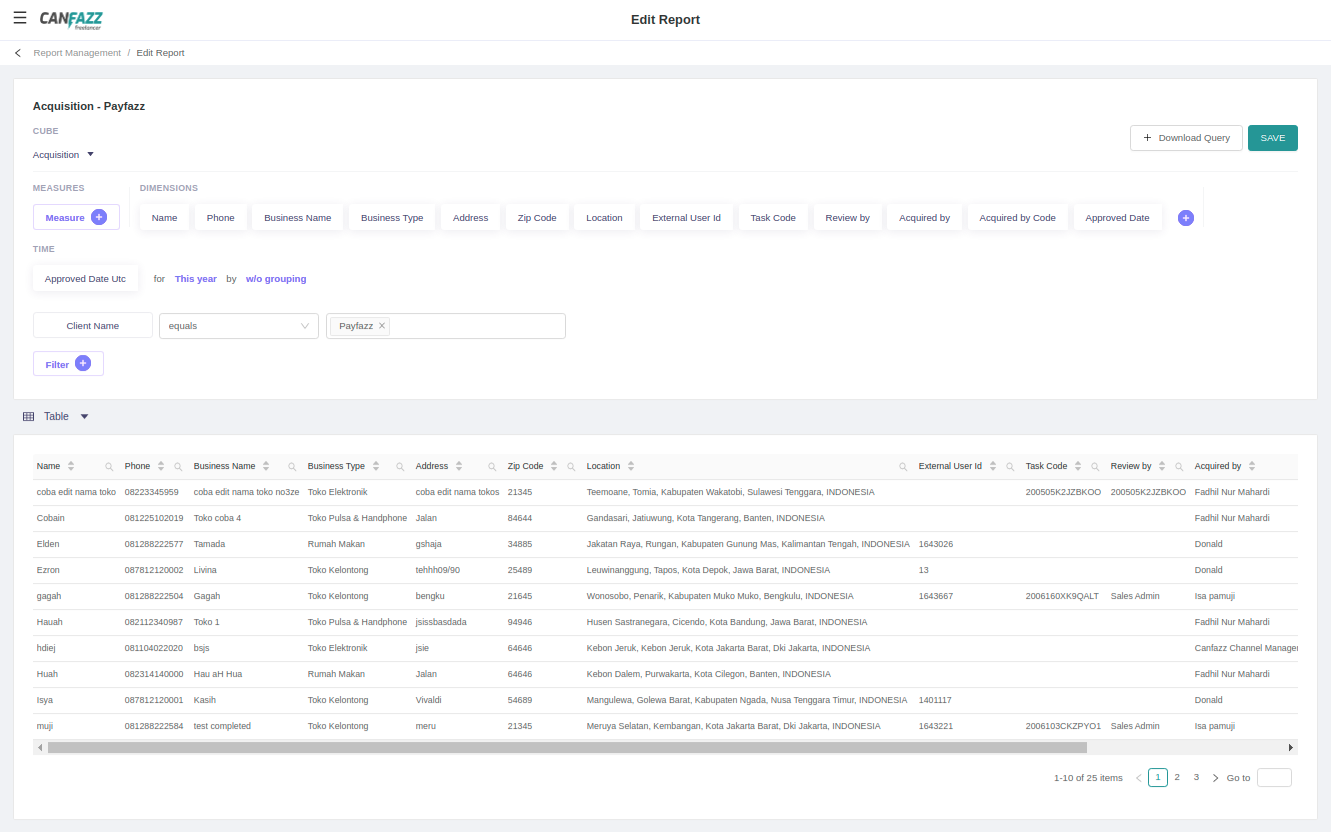 CANFAZZ
freelancer
Edit Report
Report Management / Edit Report
Acquisition - Payfazz
CUBE
Acquisition
Download Query SAVE
MEASURES DIMENSIONS
Measure Name Phone Business Name Business Type Address Zip Code Location External User Id Task Code Review by Acquired by Acquired by Code Approved Date
TIME
Approved Date Utc for This year by w/o grouping
Client Name equals Payfazz
Filter
Table
Name Phone Business Name Business Type Address Zip Code Location External User Id Task Code Review by Acquired by
coba edit nama toko 08223345959 coba edit nama toko no3ze Toko Elektronik coba edit nama tokos 21345 Teemoane, Tomia, Kabupaten Wakatobi, Sulawesi Tenggara, INDONESIA 200505K2JZBKOO 200505K2JZBKOO Fadhil Nur Mahardi
Cobain 081225102019 Toko coba 4 Toko Pulsa & Handphone Jalan 84644 Gandasari, Jatiuwung, Kota Tangerang, Banten, INDONESIA Fadhil Nur Mahardi
Elden 081288222577 Tamada Rumah Makan gshaja 34885 Jakatan Raya, Rungan, Kabupaten Gunung Mas, Kalimantan Tengah, INDONESIA 1643026 Donald
Ezron 087812120002 Livina Toko Kelontong tehhh09/90 25489 Leuwinanggung, Tapos, Kota Depok, Jawa Barat, INDONESIA 13 Donald
gagah 081288222504 Gagah Toko Kelontong bengku 21645 Wonosobo, Penarik, Kabupaten Muko Muko, Bengkulu, INDONESIA 1643667 2006160XK9QALT Sales Admin Isa pamuji
Hauah 082112340987 Toko 1 Toko Pulsa & Handphone jsissbasdada 94946 Husen Sastranegara, Cicendo, Kota Bandung, Jawa Barat, INDONESIA Fadhil Nur Mahardi
hdiej 081104022020 bsjs Toko Elektronik jsie 64646 Kebon Jeruk, Kebon Jeruk, Kota Jakarta Barat, Dki Jakarta, INDONESIA Canfazz Channel Manager
Huah 082314140000 Hau aH Hua Rumah Makan Jalan 64646 Kebon Dalem, Purwakarta, Kota Cilegon, Banten, INDONESIA Fadhil Nur Mahardi
Isya 087812120001 Kasih Toko Kelontong Vivaldi 54689 Mangulewa, Golewa Barat, Kabupaten Ngada, Nusa Tenggara Timur, INDONESIA 1401117 Donald
muji 081288222584 test completed Toko Kelontong meru 21345 Meruya Selatan, Kembangan, Kota Jakarta Barat, Dki Jakarta, INDONESIA 1643221 2006103CKZPYO1 Sales Admin Isa pamuji
1-10 of 25 items 1 2 3 Go to